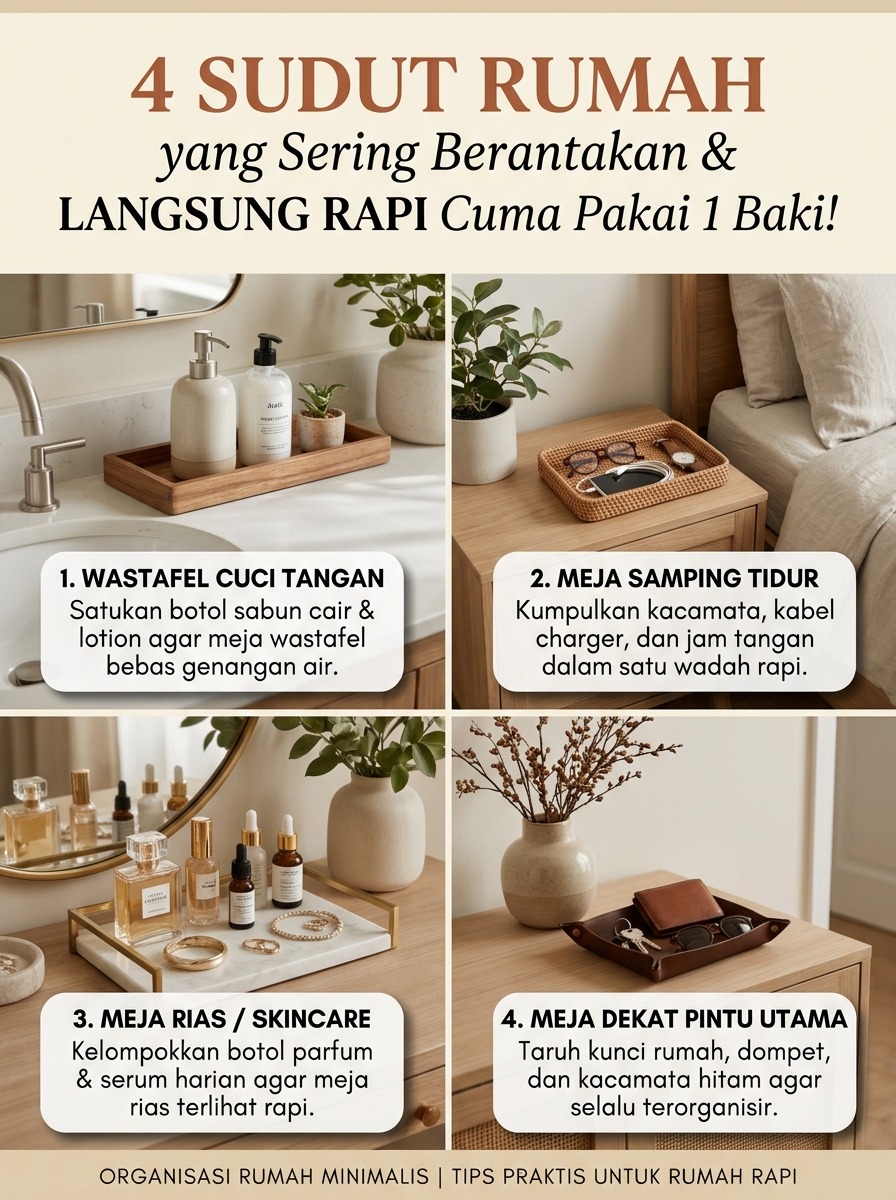 4 SUDUT RUMAH
yang Sering Berantakan &
LANGSUNG RAPI Cuma Pakai 1 Baki!
1. WASTAFEL CUCI TANGAN
Satukan botol sabun cair &
lotion agar meja wastafel
bebas genangan air.
2. MEJA SAMPING TIDUR
Kumpulkan kacamata, kabel
charger, dan jam tangan
dalam satu wadah rapi.
3. MEJA RIAS / SKINCARE
Kelompokkan botol parfum
& serum harian agar meja
rias terlihat rapi.
4. MEJA DEKAT PINTU UTAMA
Taruh kunci rumah, dompet,
dan kacamata hitam agar
selalu terorganisir.
ORGANISASI RUMAH MINIMALIS | TIPS PRAKTIS UNTUK RUMAH RAPI